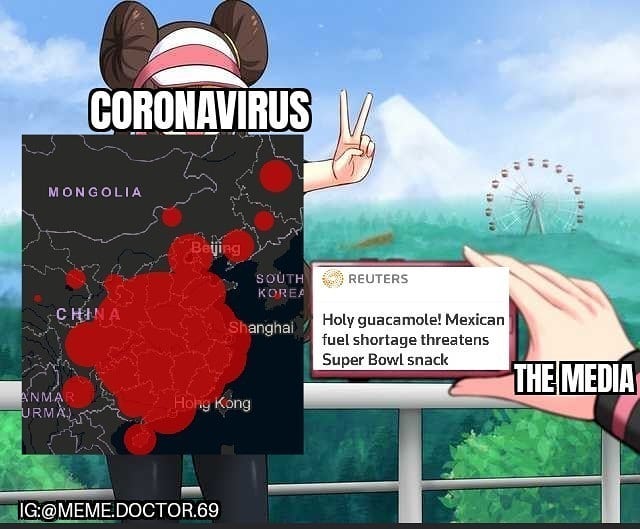 CORONAVIRUS
MONGOLIA
Beijing
SOUTH
KOREA
CHINA
Shanghai
Hong Kong
REUTERS
Holy guacamole! Mexican
fuel shortage threatens
Super Bowl snack
THE MEDIA
IG:@MEME.DOCTOR.69